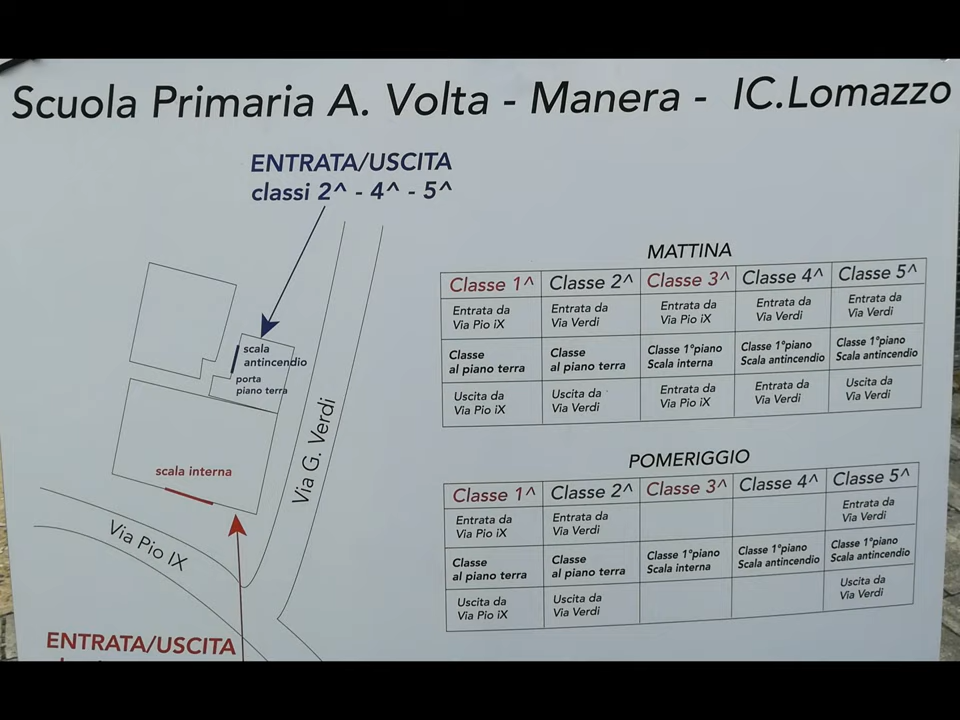 Scuola Primaria A. Volta - Manera - IC.Lomazzo
ENTRATA/USCITA
classi 2^ - 4^ - 5^
scala
antincendio
porta
piano terra
scala interna
Via G. Verdi
Via Pio IX
ENTRATA/USCITA
MATTINA
Classe 1^ Classe 2^ Classe 3^ Classe 4^ Classe 5^
Entrata da Entrata da Entrata da Entrata da Entrata da
Via Pio iX Via Verdi Via Pio iX Via Verdi Via Verdi
Classe Classe Classe 1°piano Classe 1°piano Classe 1°piano
al piano terra al piano terra Scala interna Scala antincendio Scala antincendio
Uscita da Uscita da Entrata da Entrata da Uscita da
Via Pio iX Via Verdi Via Pio iX Via Verdi Via Verdi
POMERIGGIO
Classe 1^ Classe 2^ Classe 3^ Classe 4^ Classe 5^
Entrata da Entrata da Entrata da
Via Pio iX Via Verdi Via Verdi
Classe Classe Classe 1°piano Classe 1°piano Classe 1°piano
al piano terra al piano terra Scala interna Scala antincendio Scala antincendio
Uscita da Uscita da Uscita da
Via Pio iX Via Verdi Via Verdi